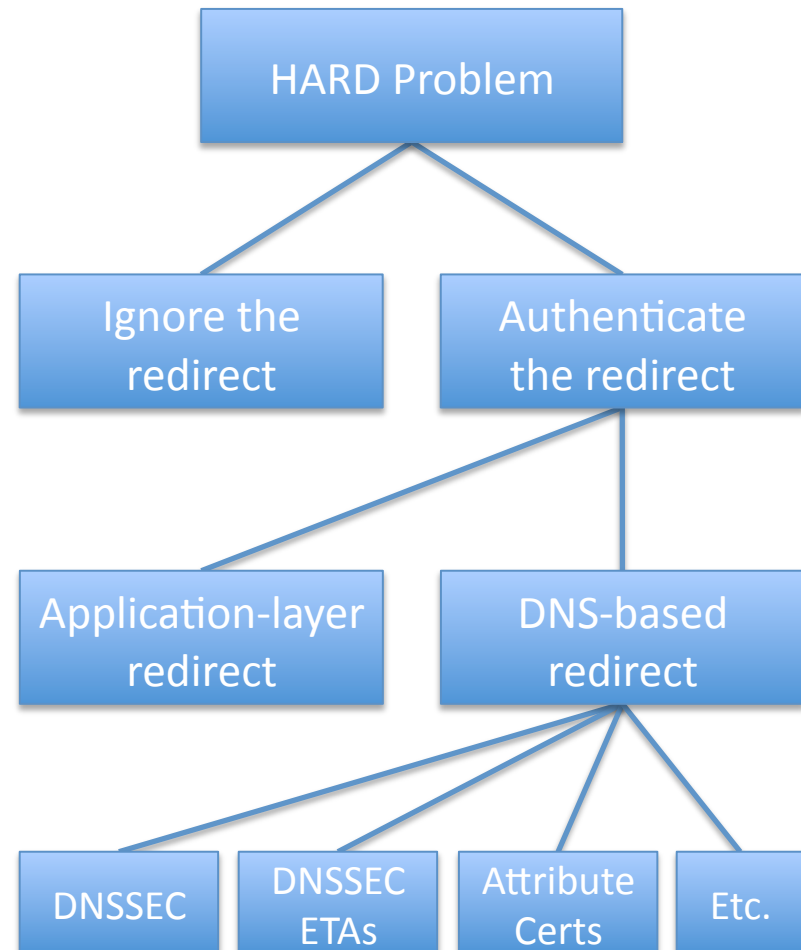 HARD Problem
Ignore the
redirect
Authenticate
the redirect
Application-layer
redirect
DNS-based
redirect
DNSSEC
DNSSEC
ETAs
Attribute
Certs
Etc.